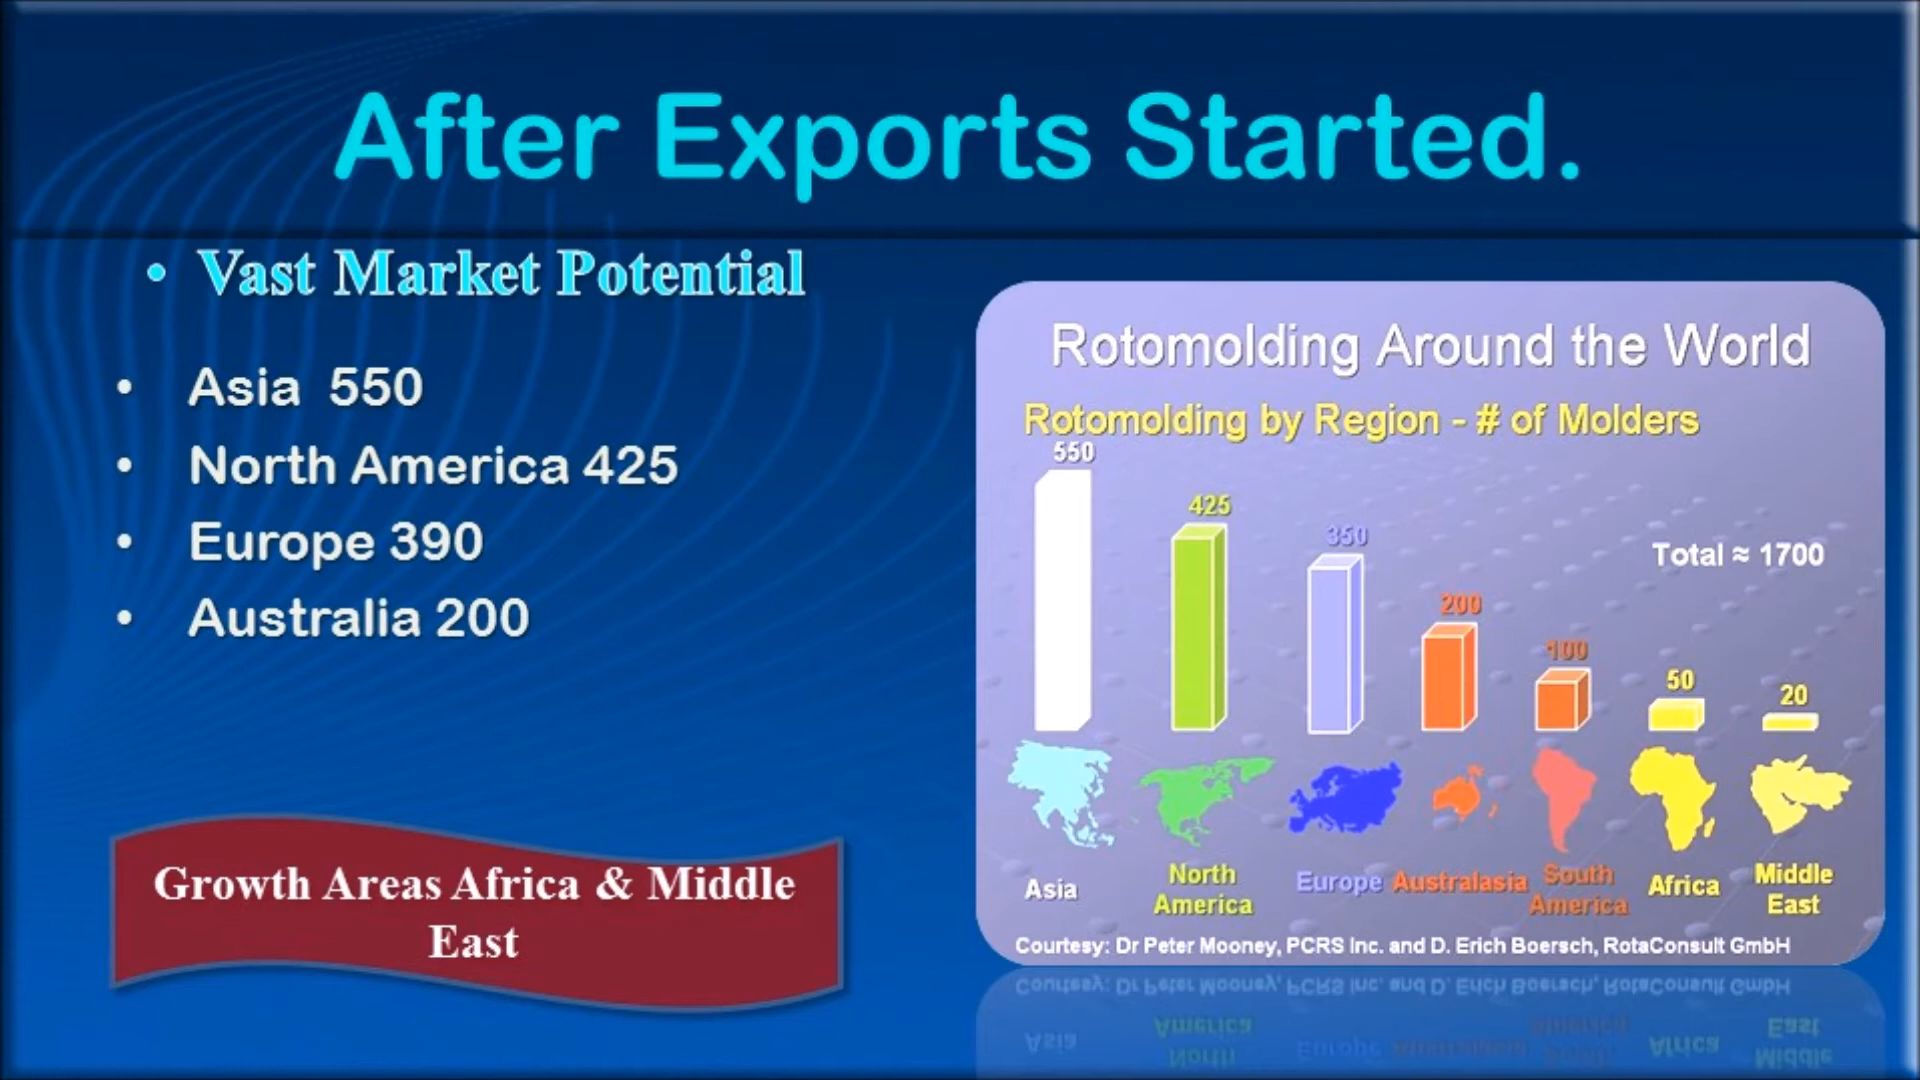 After Exports Started.
• Vast Market Potential
• Asia 550
• North America 425
• Europe 390
• Australia 200
Growth Areas Africa & Middle
East
Rotomolding Around the World
Rotomolding by Region - # of Molders
550
425
350
200
100
50
20
Total ≈ 1700
Asia
North
America
Europe
Australasia
South
America
Africa
Middle
East
Courtesy: Dr Peter Mooney, PCRS Inc. and D. Erich Boersch, RotaConsult GmbH